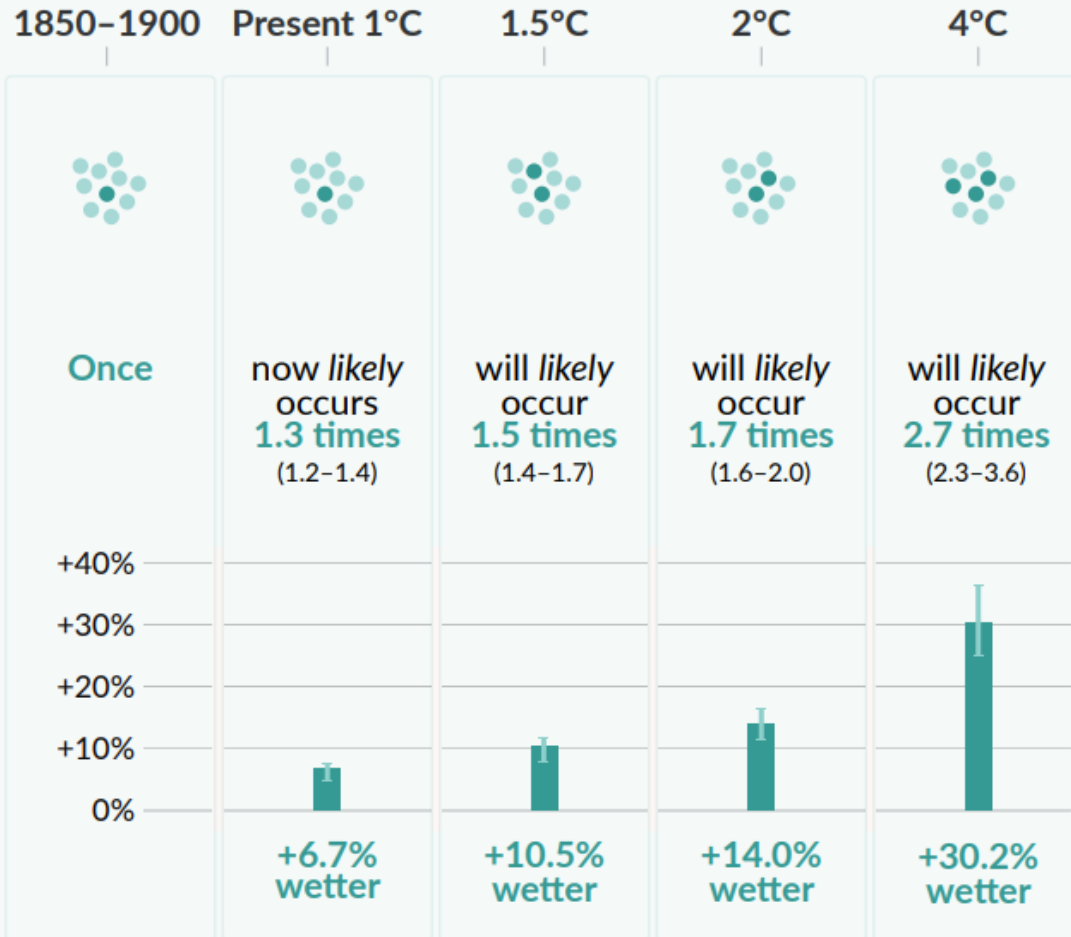 1850–1900 Present 1°C 1.5°C 2°C 4°C
Once now likely will likely will likely will likely
occurs occur occur occur
1.3 times 1.5 times 1.7 times 2.7 times
(1.2–1.4) (1.4–1.7) (1.6–2.0) (2.3–3.6)
+40%
+30%
+20%
+10%
0%
+6.7% +10.5% +14.0% +30.2%
wetter wetter wetter wetter